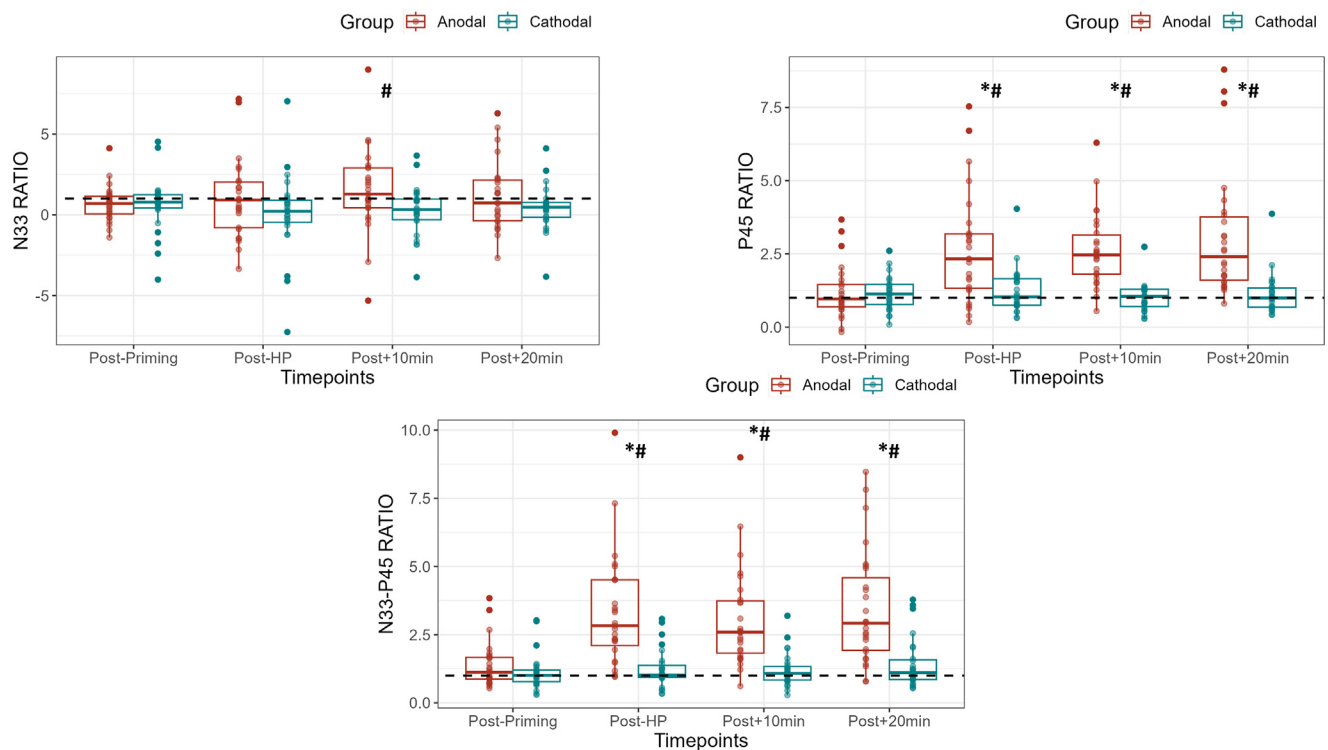 Group Anodal Cathodal
N33 RATIO
5
0
-5
#
Post-Priming Post-HP Post+10min Post+20min
Timepoints
Group Anodal Cathodal
P45 RATIO
7.5
5.0
2.5
0.0
*# *# *#
Post-Priming Post-HP Post+10min Post+20min
Timepoints
Group Anodal Cathodal
N33-P45 RATIO
10.0
7.5
5.0
2.5
0.0
*# *# *#
Post-Priming Post-HP Post+10min Post+20min
Timepoints